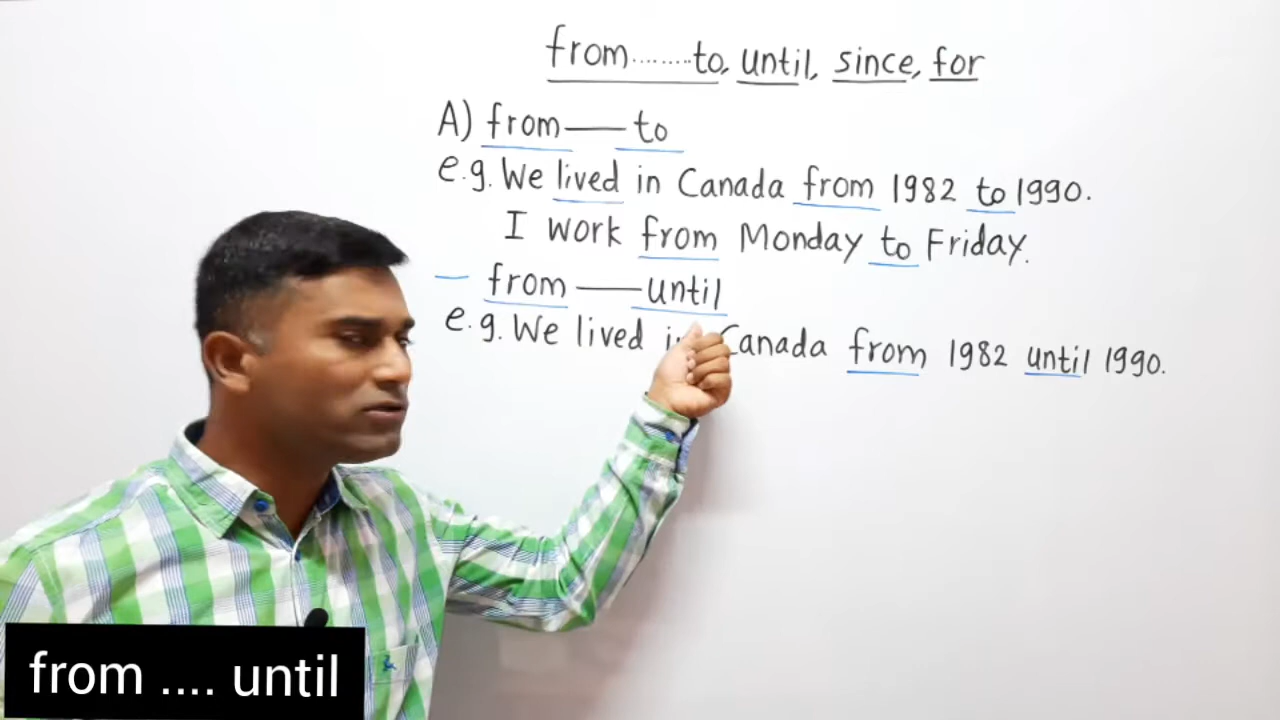 from........to, until, since, for
A) from — to
e.g. We lived in Canada from 1982 to 1990.
I work from Monday to Friday.
— from — until
e.g. We lived in Canada from 1982 until 1990.
from .... until